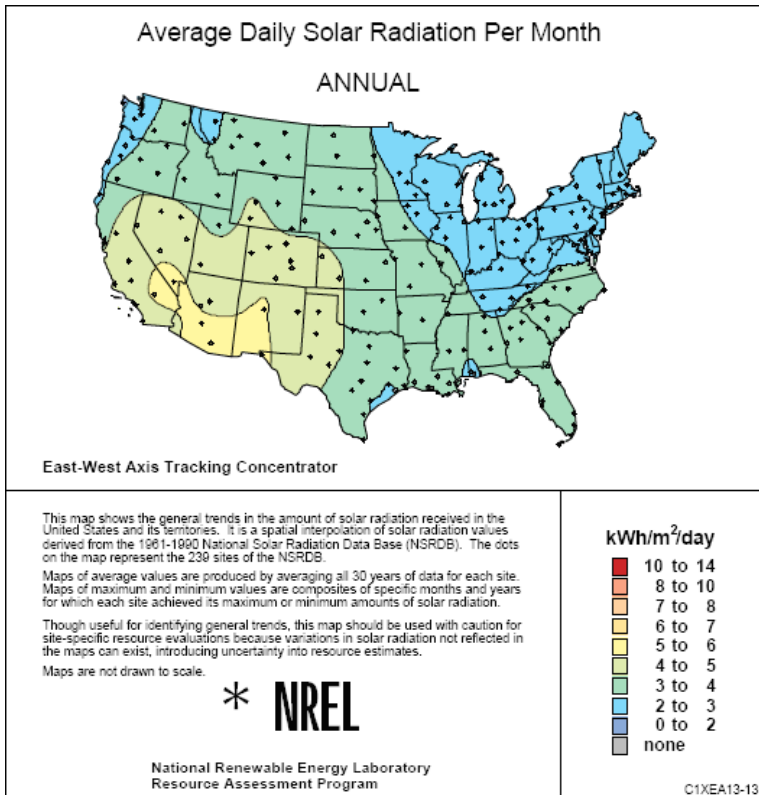 Average Daily Solar Radiation Per Month
ANNUAL
East-West Axis Tracking Concentrator
This map shows the general trends in the amount of solar radiation received in the
United States and its territories. It is a spatial interpolation of solar radiation values
derived from the 1961-1990 National Solar Radiation Data Base (NSRDB). The dots
on the map represent the 239 sites of the NSRDB.
Maps of average values are produced by averaging all 30 years of data for each site.
Maps of maximum and minimum values are composites of specific months and years
for which each site achieved its maximum or minimum amounts of solar radiation.
Though useful for identifying general trends, this map should be used with caution for
site-specific resource evaluations because variations in solar radiation not reflected in
the maps can exist, introducing uncertainty into resource estimates.
Maps are not drawn to scale.
* NREL
National Renewable Energy Laboratory
Resource Assessment Program
kWh/m²/day
10 to 14
8 to 10
7 to 8
6 to 7
5 to 6
4 to 5
3 to 4
2 to 3
0 to 2
none
C1XEA13-13